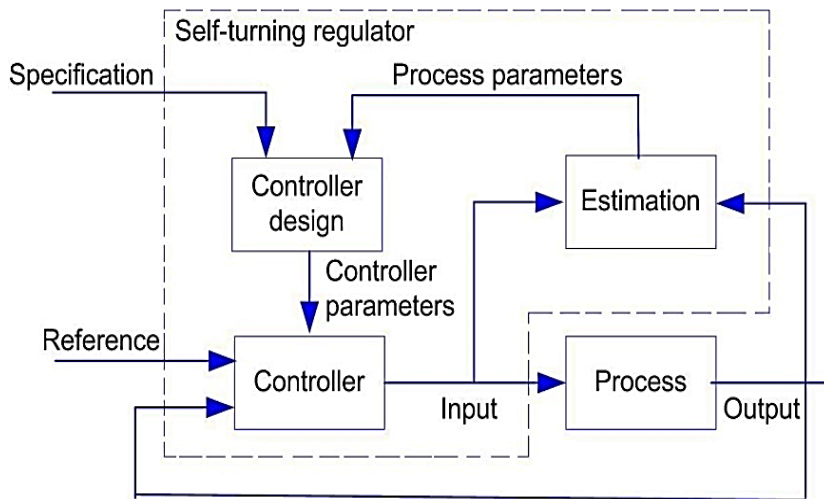 Self-turning regulator
Specification
Process parameters
Controller
design
Estimation
Controller
parameters
Reference
Controller
Process
Input
Output